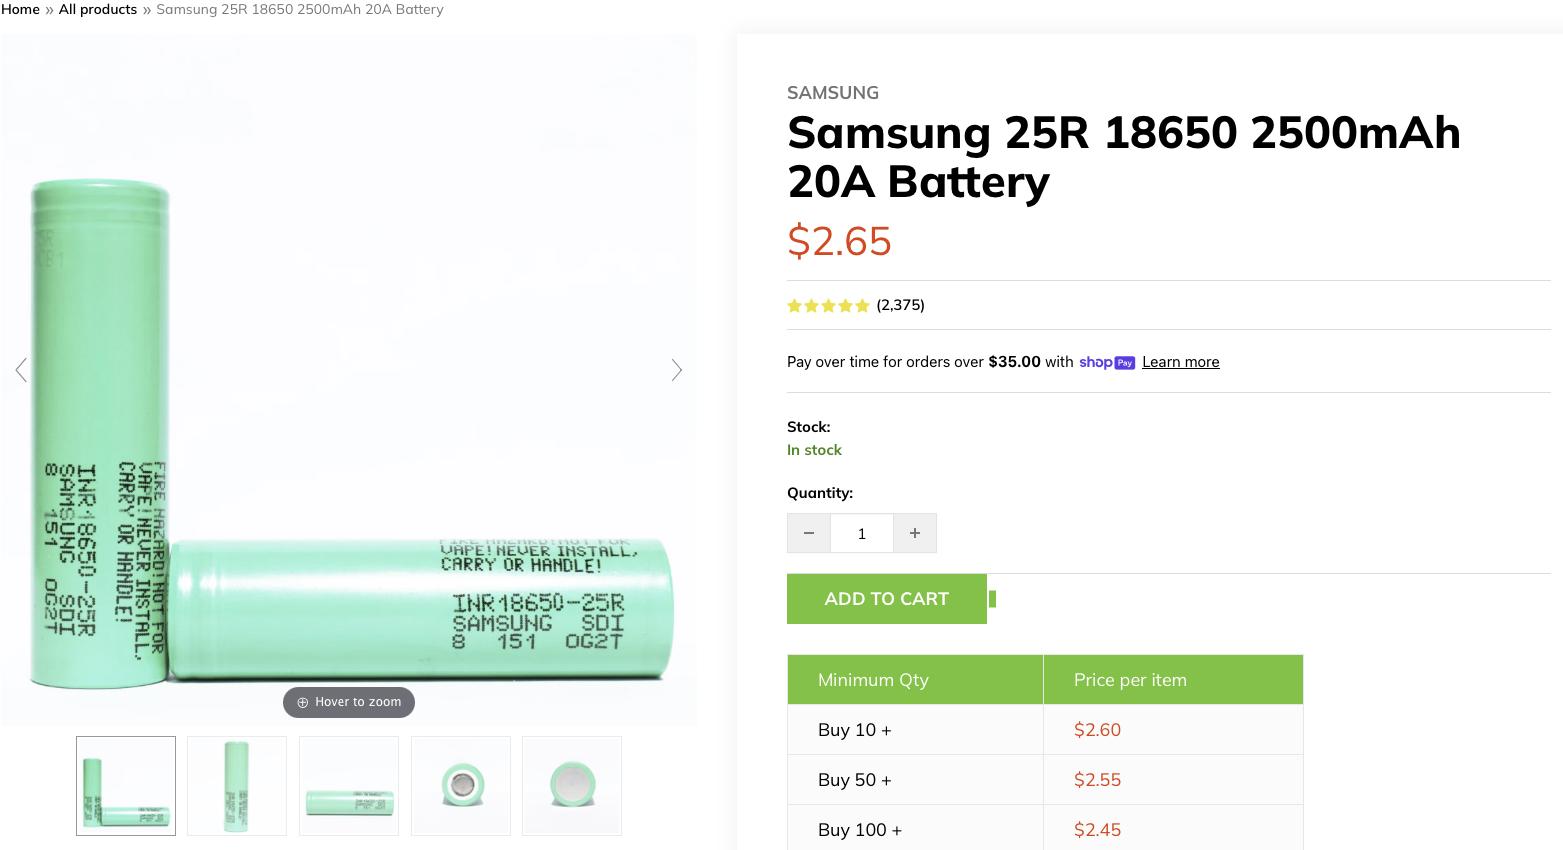 Home » All products » Samsung 25R 18650 2500mAh 20A Battery
SAMSUNG
Samsung 25R 18650 2500mAh
20A Battery
$2.65
(2,375)
Pay over time for orders over $35.00 with shop Pay Learn more
Stock:
In stock
Quantity:
− 1 +
ADD TO CART
Minimum Qty Price per item
Buy 10 + $2.60
Buy 50 + $2.55
Buy 100 + $2.45
FIRE HAZARD! NOT FOR
VAPE! NEVER INSTALL,
CARRY OR HANDLE!
INR18650-25R
SAMSUNG SDI
8 151 OG2T
FIRE HAZARD! NOT FOR
VAPE! NEVER INSTALL,
CARRY OR HANDLE!
INR18650-25R
SAMSUNG SDI
8 151 OG2T
Hover to zoom